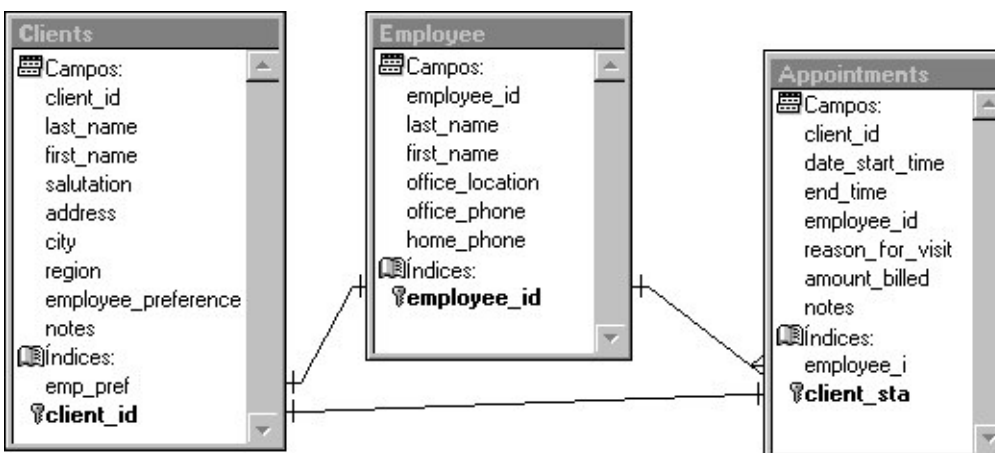 Clients
Campos:
client_id
last_name
first_name
salutation
address
city
region
employee_preference
notes
Índices:
emp_pref
client_id
Employee
Campos:
employee_id
last_name
first_name
office_location
office_phone
home_phone
Índices:
employee_id
Appointments
Campos:
client_id
date_start_time
end_time
employee_id
reason_for_visit
amount_billed
notes
Índices:
employee_i
client_sta